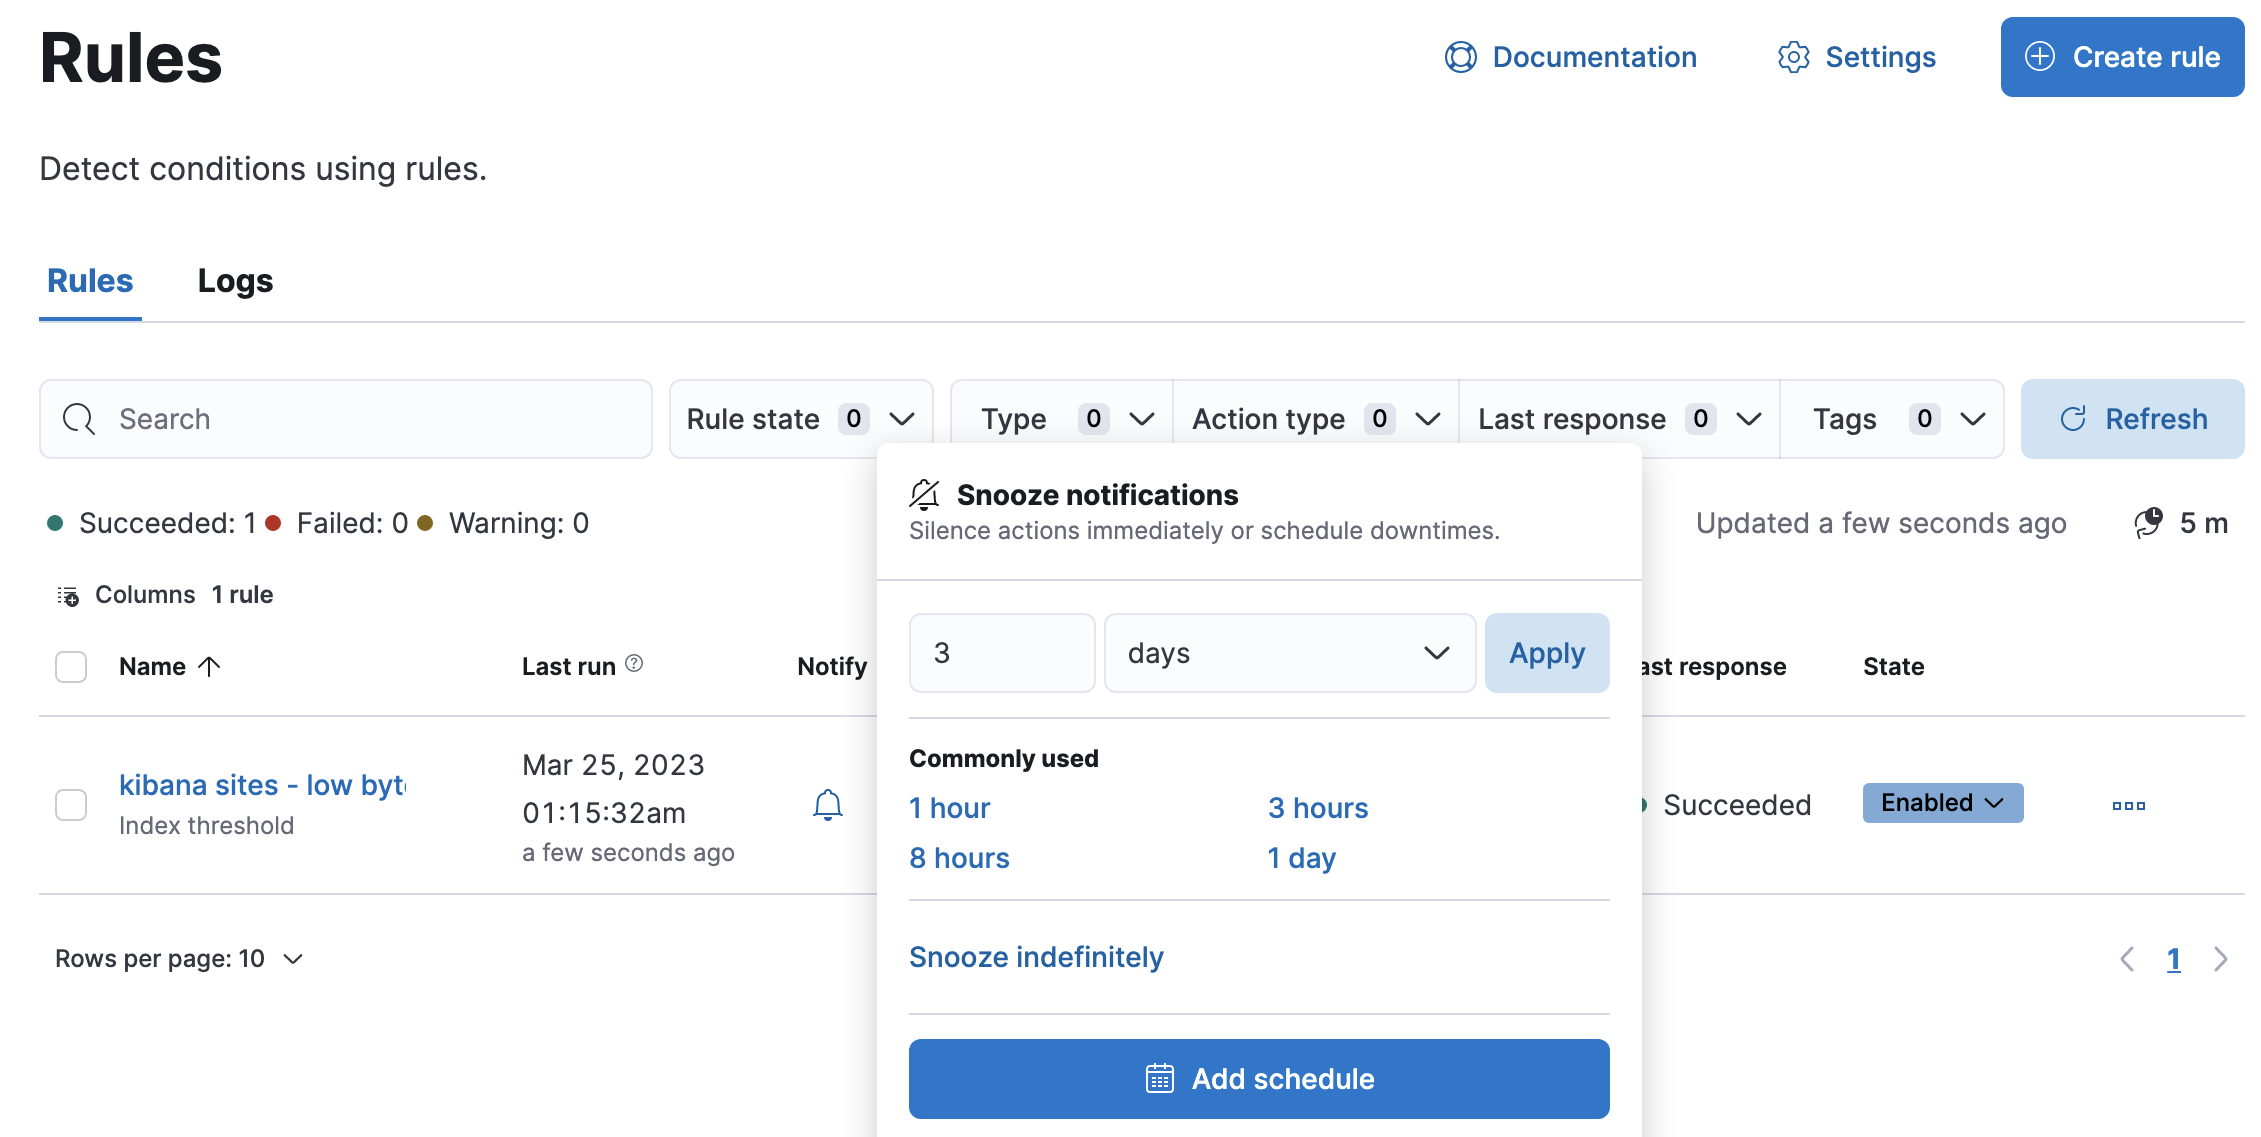 Rules
Documentation
Settings
Create rule
Detect conditions using rules.
Rules
Logs
Search
Rule state 0
Type 0
Action type 0
Last response 0
Tags 0
Refresh
Snooze notifications
Silence actions immediately or schedule downtimes.
Succeeded: 1 Failed: 0 Warning: 0
Updated a few seconds ago
5 m
Columns 1 rule
3
days
Apply
Name
Last run
Notify
ast response
State
Commonly used
1 hour
3 hours
8 hours
1 day
kibana sites - low byt
Index threshold
Mar 25, 2023
01:15:32am
a few seconds ago
Succeeded
Enabled
Snooze indefinitely
Rows per page: 10
1
Add schedule